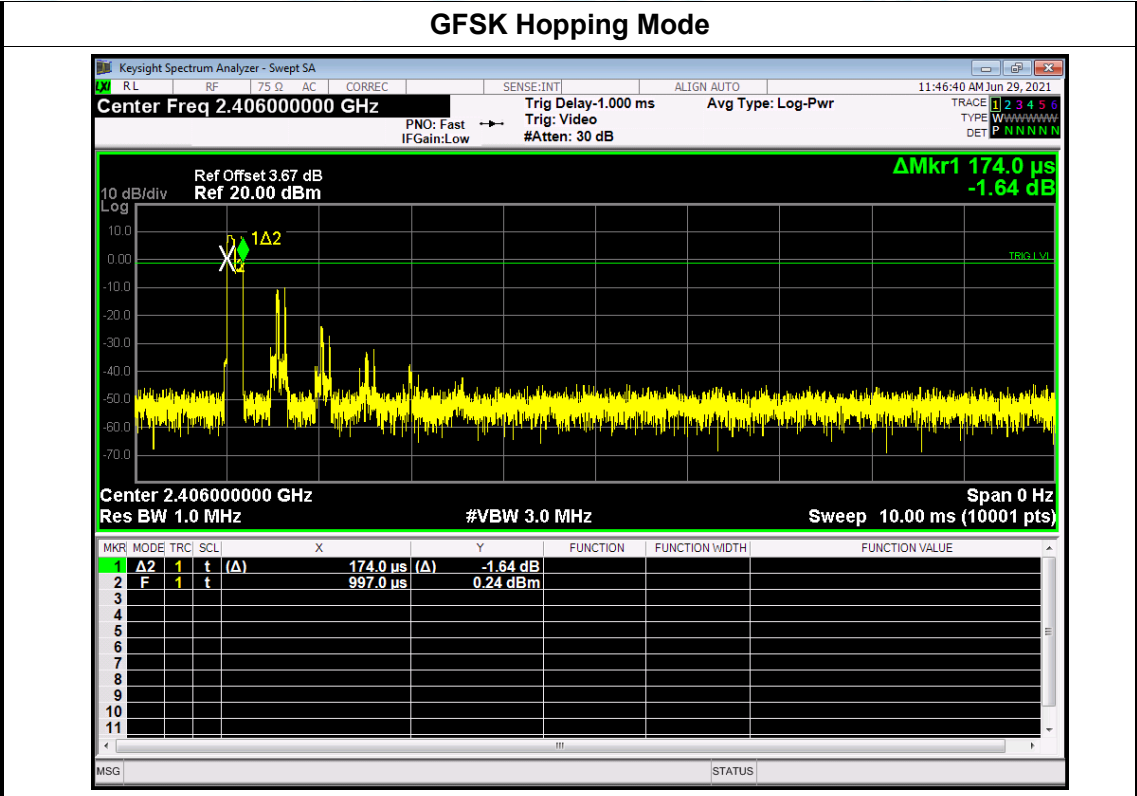 GFSK Hopping Mode
Keysight Spectrum Analyzer - Swept SA
LXI RL RF 75 Ω AC CORREC SENSE:INT ALIGN AUTO 11:46:40 AM Jun 29, 2021
Center Freq 2.406000000 GHz Trig Delay-1.000 ms Avg Type: Log-Pwr TRACE 1 2 3 4 5 6
PNO: Fast Trig: Video TYPE WWWWWW
IFGain:Low #Atten: 30 dB DET P N N N N N
ΔMkr1 174.0 µs
-1.64 dB
Ref Offset 3.67 dB
10 dB/div Ref 20.00 dBm
Log
10.0
1Δ2
0.00
2
TRIG LVL
-10.0
-20.0
-30.0
-40.0
-50.0
-60.0
-70.0
Center 2.406000000 GHz Span 0 Hz
Res BW 1.0 MHz #VBW 3.0 MHz Sweep 10.00 ms (10001 pts)
MKR MODE TRC SCL X Y FUNCTION FUNCTION WIDTH FUNCTION VALUE
1 Δ2 1 t (Δ) 174.0 µs (Δ) -1.64 dB
2 F 1 t 997.0 µs 0.24 dBm
3
4
5
6
7
8
9
10
11
MSG STATUS